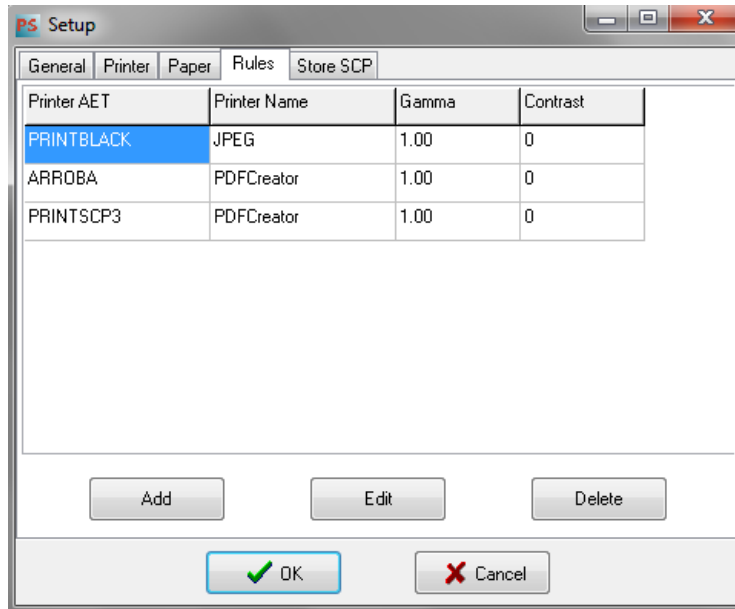 PS Setup
General Printer Paper Rules Store SCP
Printer AET Printer Name Gamma Contrast
PRINTBLACK JPEG 1.00 0
ARROBA PDFCreator 1.00 0
PRINTSCP3 PDFCreator 1.00 0
Add Edit Delete
OK Cancel